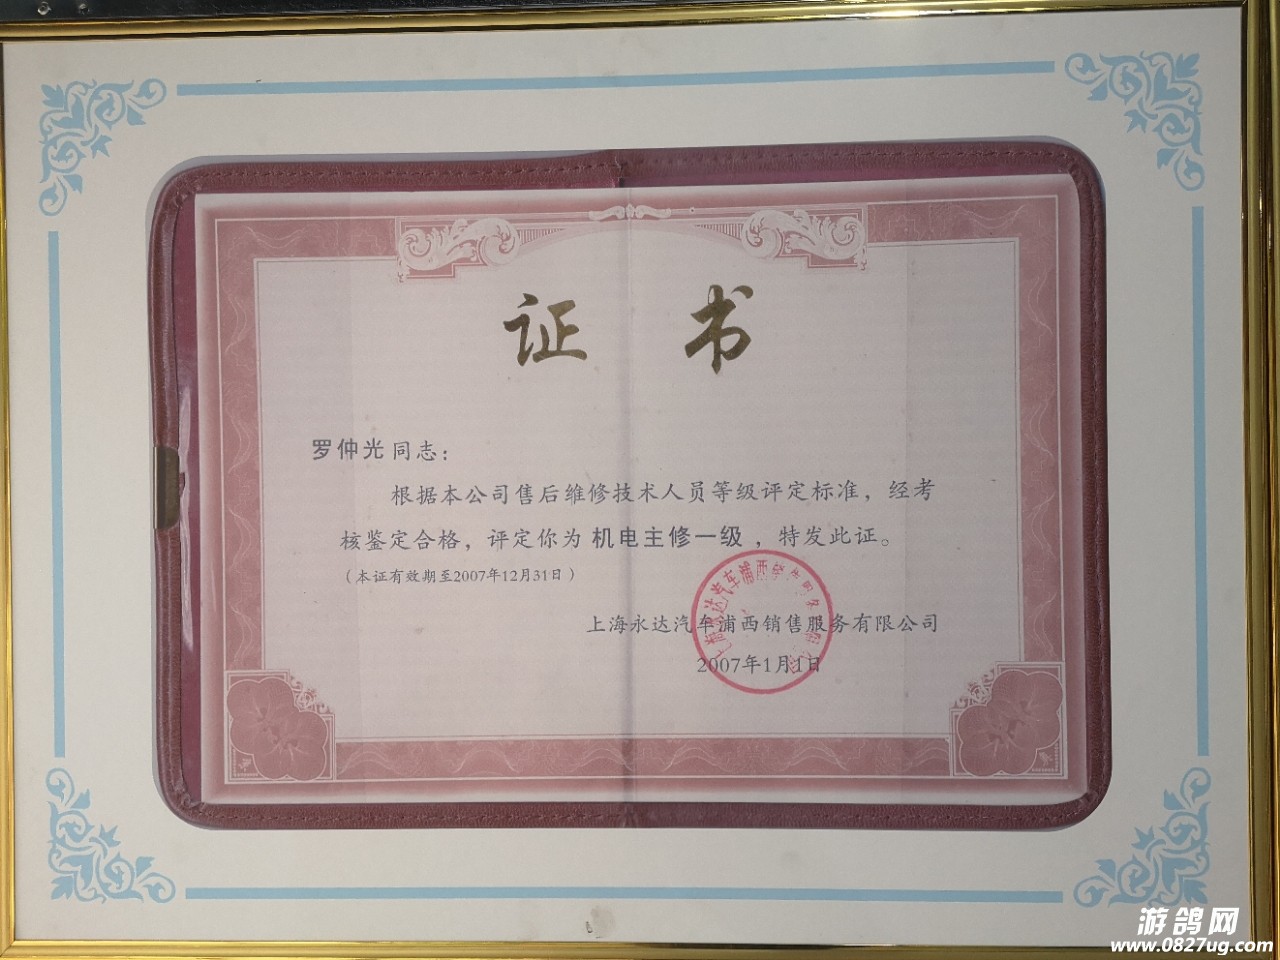 证 书
罗仲光同志：
根据本公司售后维修技术人员等级评定标准，经考
核鉴定合格，评定你为 机电主修一级 ，特发此证。
（本证有效期至2007年12月31日）
上海永达汽车浦西销售服务有限公司
2007年1月1日
游鸽网
www.0827ug.com